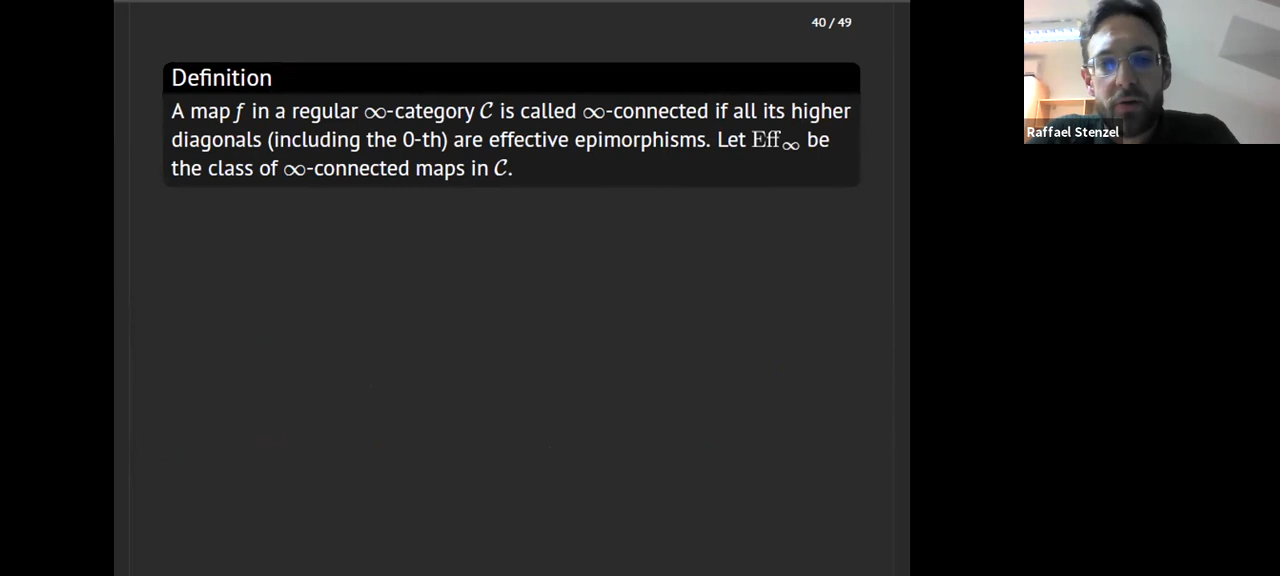 40 / 49
Definition
A map f in a regular ∞-category 𝒞 is called ∞-connected if all its higher
diagonals (including the 0-th) are effective epimorphisms. Let Eff∞ be
the class of ∞-connected maps in 𝒞.
Raffael Stenzel